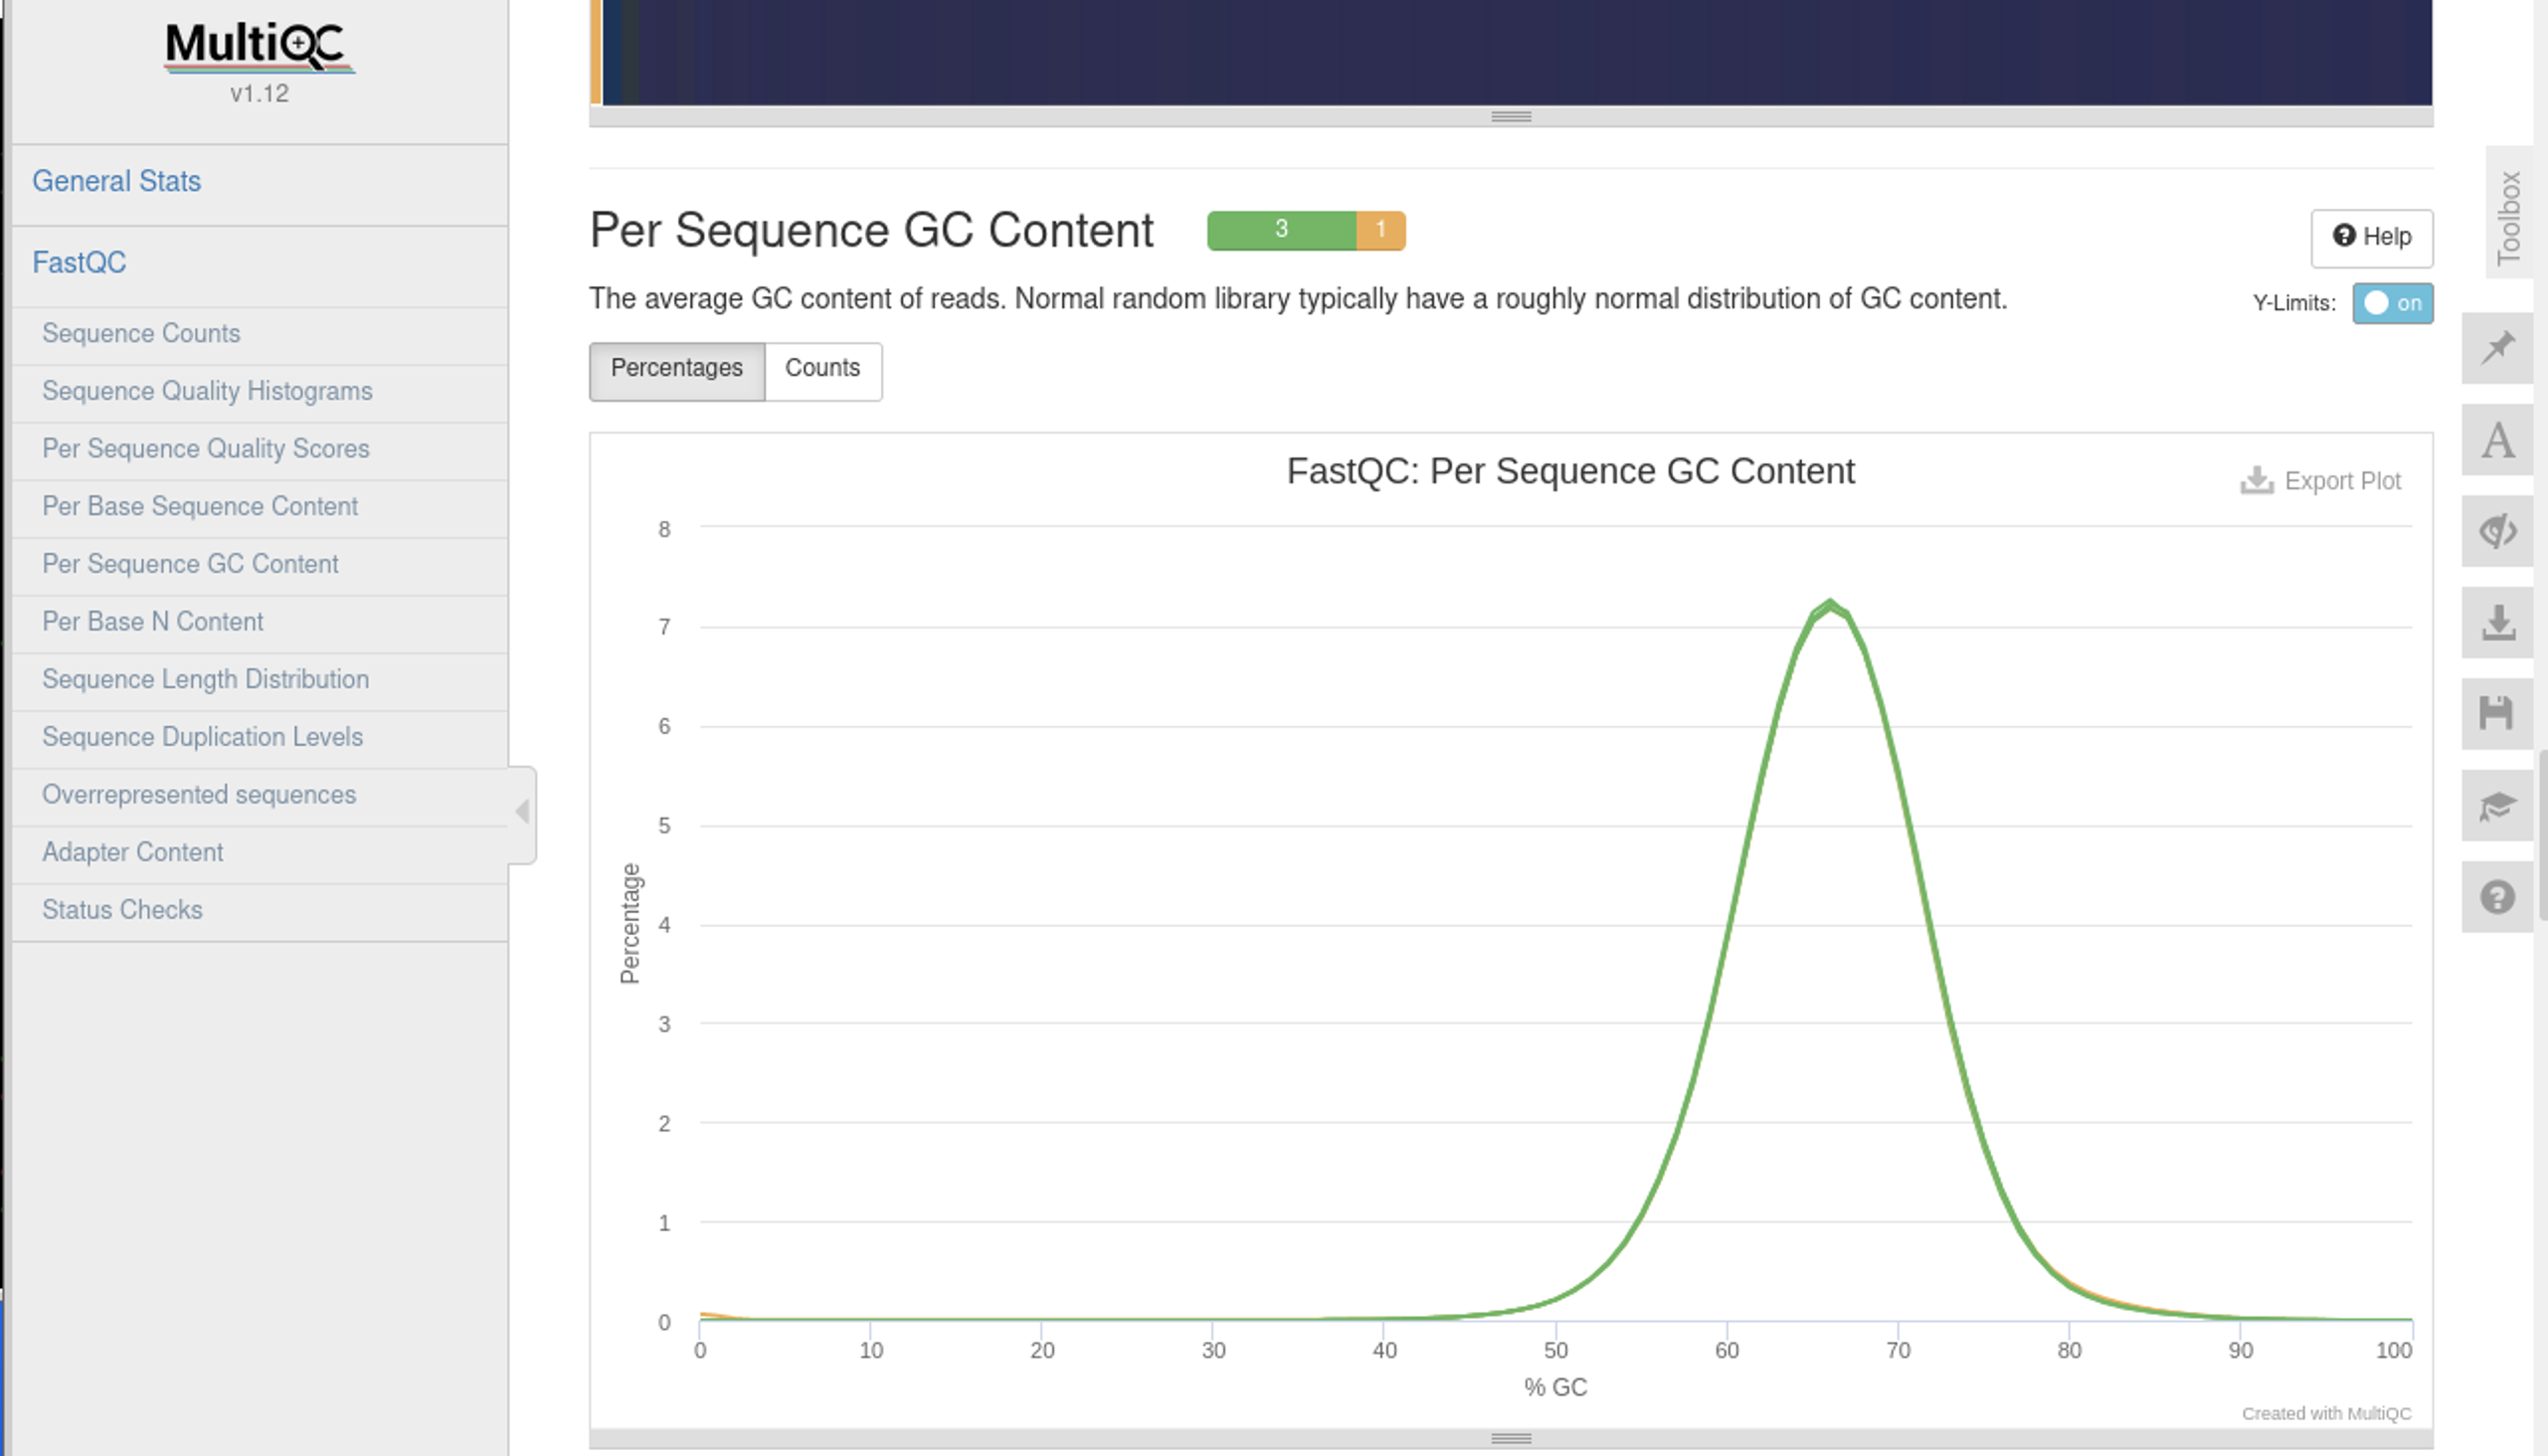 MultiQC
v1.12
General Stats
FastQC
Sequence Counts
Sequence Quality Histograms
Per Sequence Quality Scores
Per Base Sequence Content
Per Sequence GC Content
Per Base N Content
Sequence Length Distribution
Sequence Duplication Levels
Overrepresented sequences
Adapter Content
Status Checks
Per Sequence GC Content 3 1
Help
The average GC content of reads. Normal random library typically have a roughly normal distribution of GC content.
Y-Limits: on
Percentages Counts
FastQC: Per Sequence GC Content
Export Plot
8
7
6
5
4
3
2
1
0
Percentage
0 10 20 30 40 50 60 70 80 90 100
% GC
Created with MultiQC
Toolbox
A